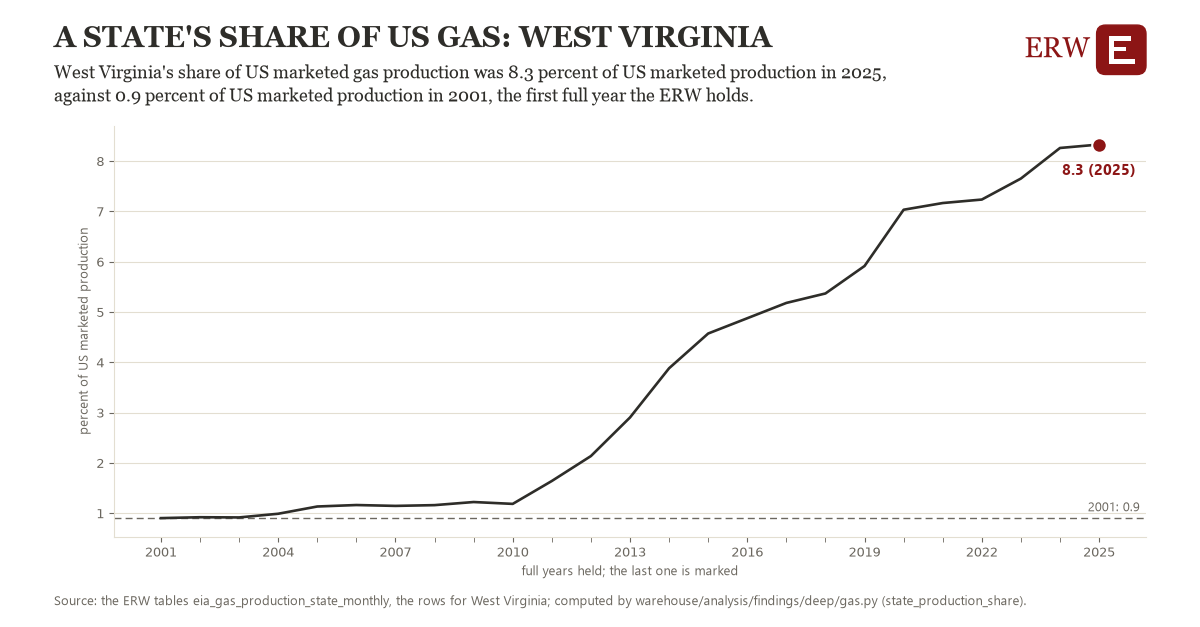 A STATE'S SHARE OF US GAS: WEST VIRGINIA
ERW E
West Virginia's share of US marketed gas production was 8.3 percent of US marketed production in 2025,
against 0.9 percent of US marketed production in 2001, the first full year the ERW holds.
percent of US marketed production
8
7
6
5
4
3
2
1
8.3 (2025)
2001: 0.9
2001 2004 2007 2010 2013 2016 2019 2022 2025
full years held; the last one is marked
Source: the ERW tables eia_gas_production_state_monthly, the rows for West Virginia; computed by warehouse/analysis/findings/deep/gas.py (state_production_share).